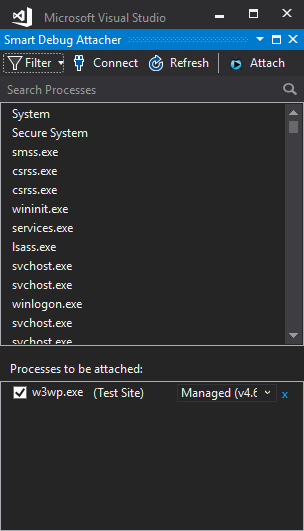 Microsoft Visual Studio
Smart Debug Attacher
Filter Connect Refresh Attach
Search Processes
System
Secure System
smss.exe
csrss.exe
csrss.exe
wininit.exe
services.exe
lsass.exe
svchost.exe
svchost.exe
winlogon.exe
svchost.exe
svchost.exe
Processes to be attached:
w3wp.exe (Test Site) Managed (v4.6 x